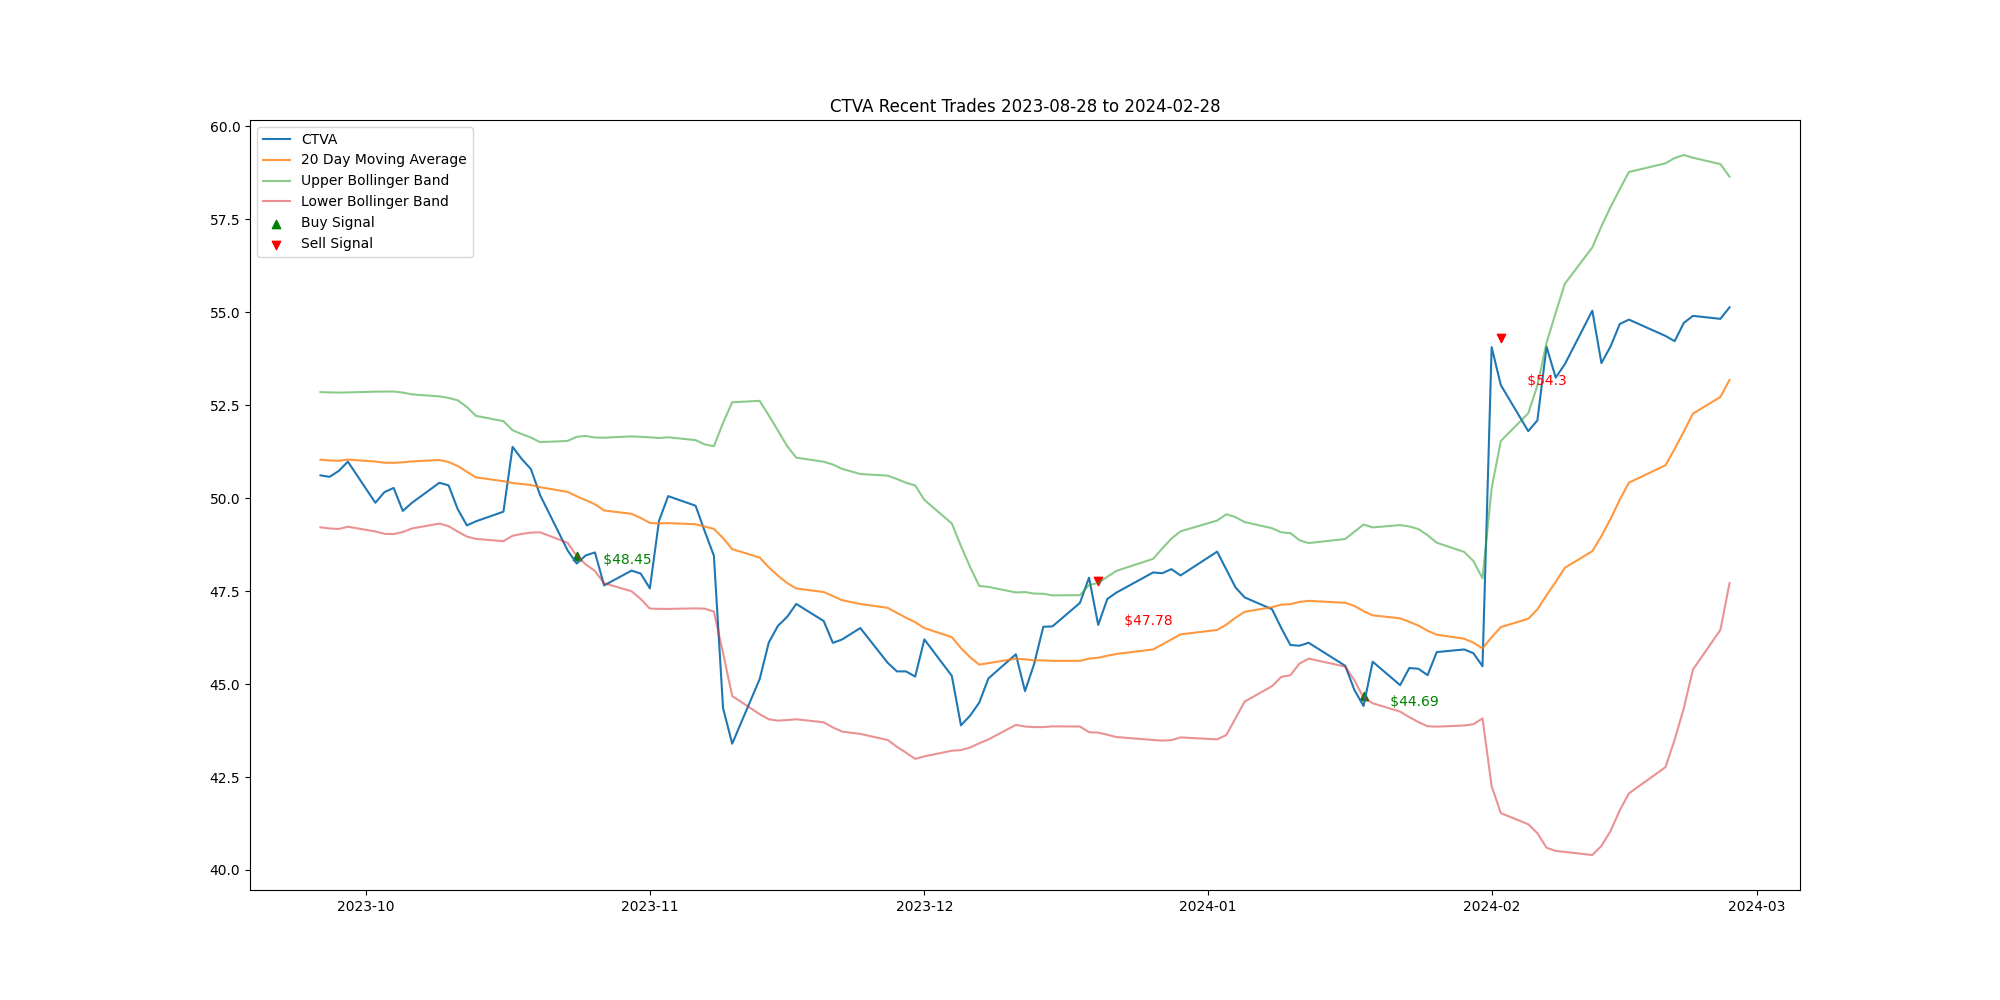 CTVA Recent Trades 2023-08-28 to 2024-02-28
60.0
57.5
55.0
52.5
50.0
47.5
45.0
42.5
40.0
CTVA
20 Day Moving Average
Upper Bollinger Band
Lower Bollinger Band
Buy Signal
Sell Signal
$54.3
$48.45
$47.78
$44.69
2023-10
2023-11
2023-12
2024-01
2024-02
2024-03